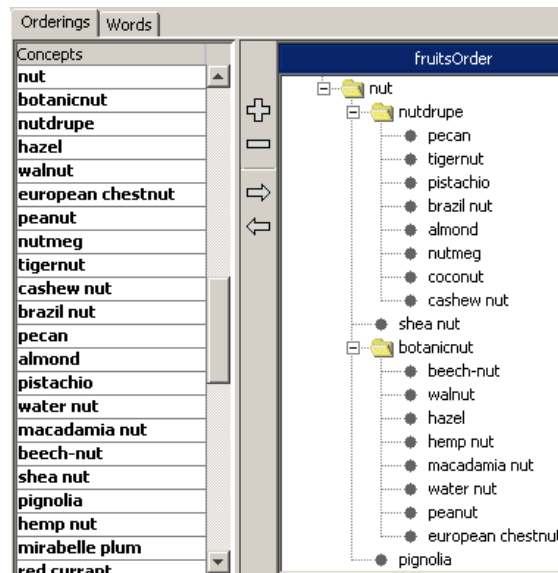 Orderings
Words
Concepts
nut
botanicnut
nutdrupe
hazel
walnut
european chestnut
peanut
nutmeg
tigernut
cashew nut
brazil nut
pecan
almond
pistachio
water nut
macadamia nut
beech-nut
shea nut
pignolia
hemp nut
mirabelle plum
red currant
fruitsOrder
nut
nutdrupe
pecan
tigernut
pistachio
brazil nut
almond
nutmeg
coconut
cashew nut
shea nut
botanicnut
beech-nut
walnut
hazel
hemp nut
macadamia nut
water nut
peanut
european chestnut
pignolia